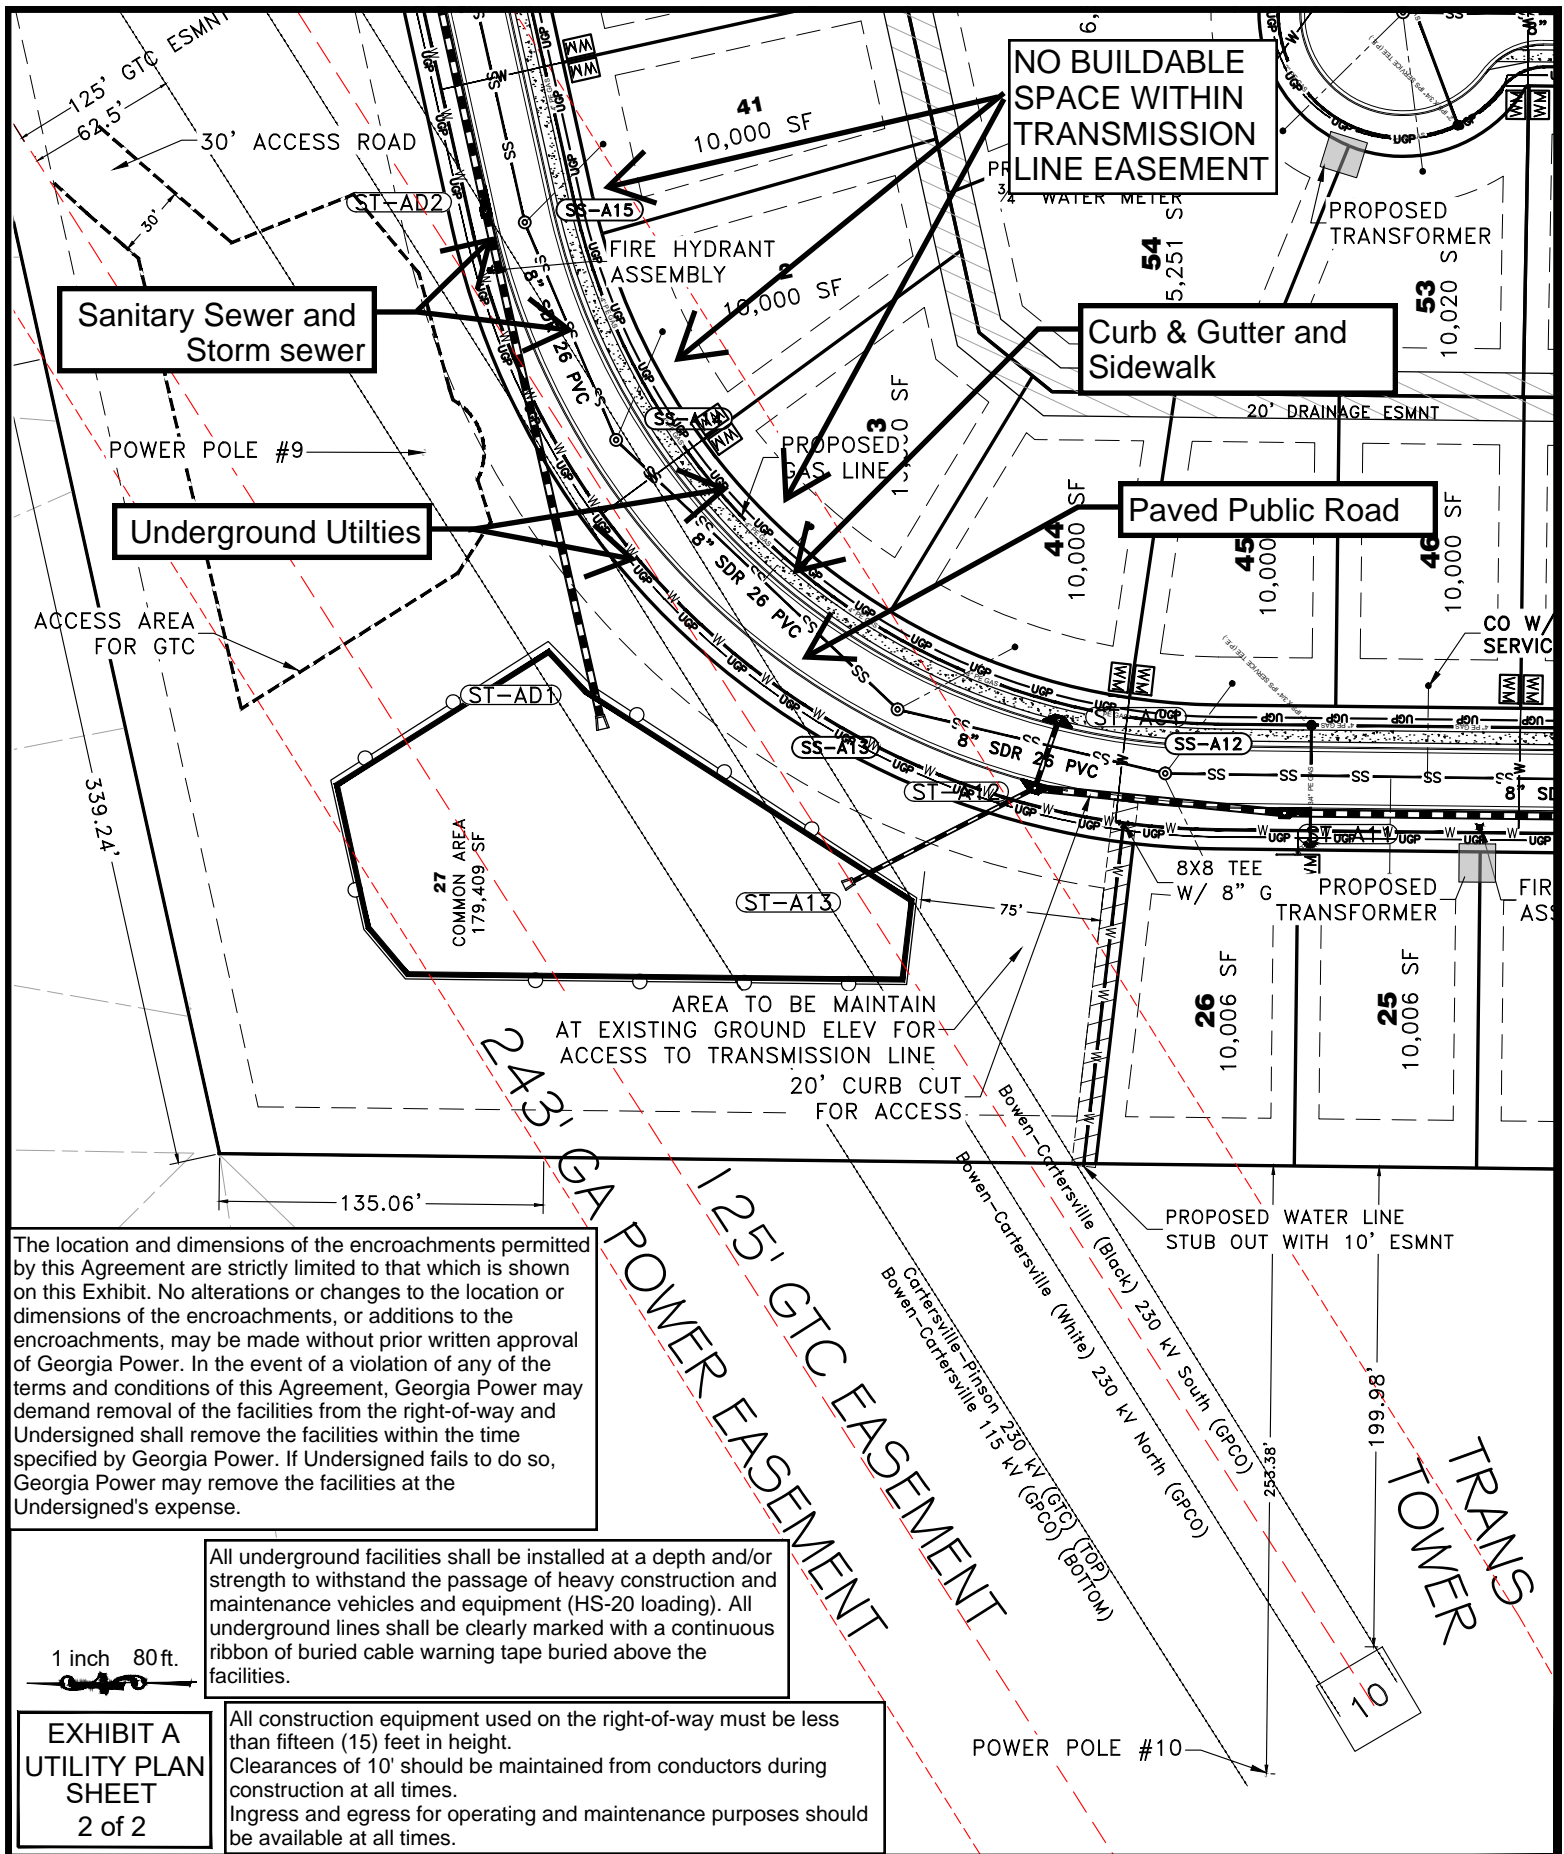 125' GTC ESMNT
62.5'
30' ACCESS ROAD
30'
ST-AD2
SS-A15
FIRE HYDRANT
ASSEMBLY
41
10,000 SF
2
10,000 SF
3
NO BUILDABLE
SPACE WITHIN
TRANSMISSION
LINE EASEMENT
WATER METER
54
5,251 S
53
10,020 SF
PROPOSED
TRANSFORMER
Sanitary Sewer and
Storm sewer
Curb & Gutter and
Sidewalk
20' DRAINAGE ESMNT
POWER POLE #9
SS-A14
PROPOSED
GAS LINE
Underground Utilties
Paved Public Road
44
10,000 SF
45
10,000
46
10,000 SF
8" SDR 26 PVC
8" SDR 26 PVC
8" SDR 26 PVC
SS
W
UGP
WM
ACCESS AREA
FOR GTC
CO W/
SERVIC
ST-AD1
SS-A13
SS-A12
ST-A12
ST-A11
339.24'
27
COMMON AREA
179,409 SF
ST-A13
75'
8X8 TEE
W/ 8" G
PROPOSED
TRANSFORMER
FIR
ASS
AREA TO BE MAINTAIN
AT EXISTING GROUND ELEV FOR
ACCESS TO TRANSMISSION LINE
20' CURB CUT
FOR ACCESS
26
10,006 SF
25
10,006 SF
135.06'
243' GA POWER EASEMENT
125' GTC EASEMENT
Bowen-Cartersville (Black) 230 kV South (GPCO)
Bowen-Cartersville (White) 230 kV North (GPCO)
Cartersville-Pinson 230 kV (GTC) (TOP)
Bowen-Cartersville 115 kV (GPCO) (BOTTOM)
PROPOSED WATER LINE
STUB OUT WITH 10' ESMNT
253.38'
199.98'
TRANS
TOWER
10
POWER POLE #10
The location and dimensions of the encroachments permitted
by this Agreement are strictly limited to that which is shown
on this Exhibit. No alterations or changes to the location or
dimensions of the encroachments, or additions to the
encroachments, may be made without prior written approval
of Georgia Power. In the event of a violation of any of the
terms and conditions of this Agreement, Georgia Power may
demand removal of the facilities from the right-of-way and
Undersigned shall remove the facilities within the time
specified by Georgia Power. If Undersigned fails to do so,
Georgia Power may remove the facilities at the
Undersigned's expense.
All underground facilities shall be installed at a depth and/or
strength to withstand the passage of heavy construction and
maintenance vehicles and equipment (HS-20 loading). All
underground lines shall be clearly marked with a continuous
ribbon of buried cable warning tape buried above the
facilities.
1 inch 80 ft.
EXHIBIT A
UTILITY PLAN
SHEET
2 of 2
All construction equipment used on the right-of-way must be less
than fifteen (15) feet in height.
Clearances of 10' should be maintained from conductors during
construction at all times.
Ingress and egress for operating and maintenance purposes should
be available at all times.